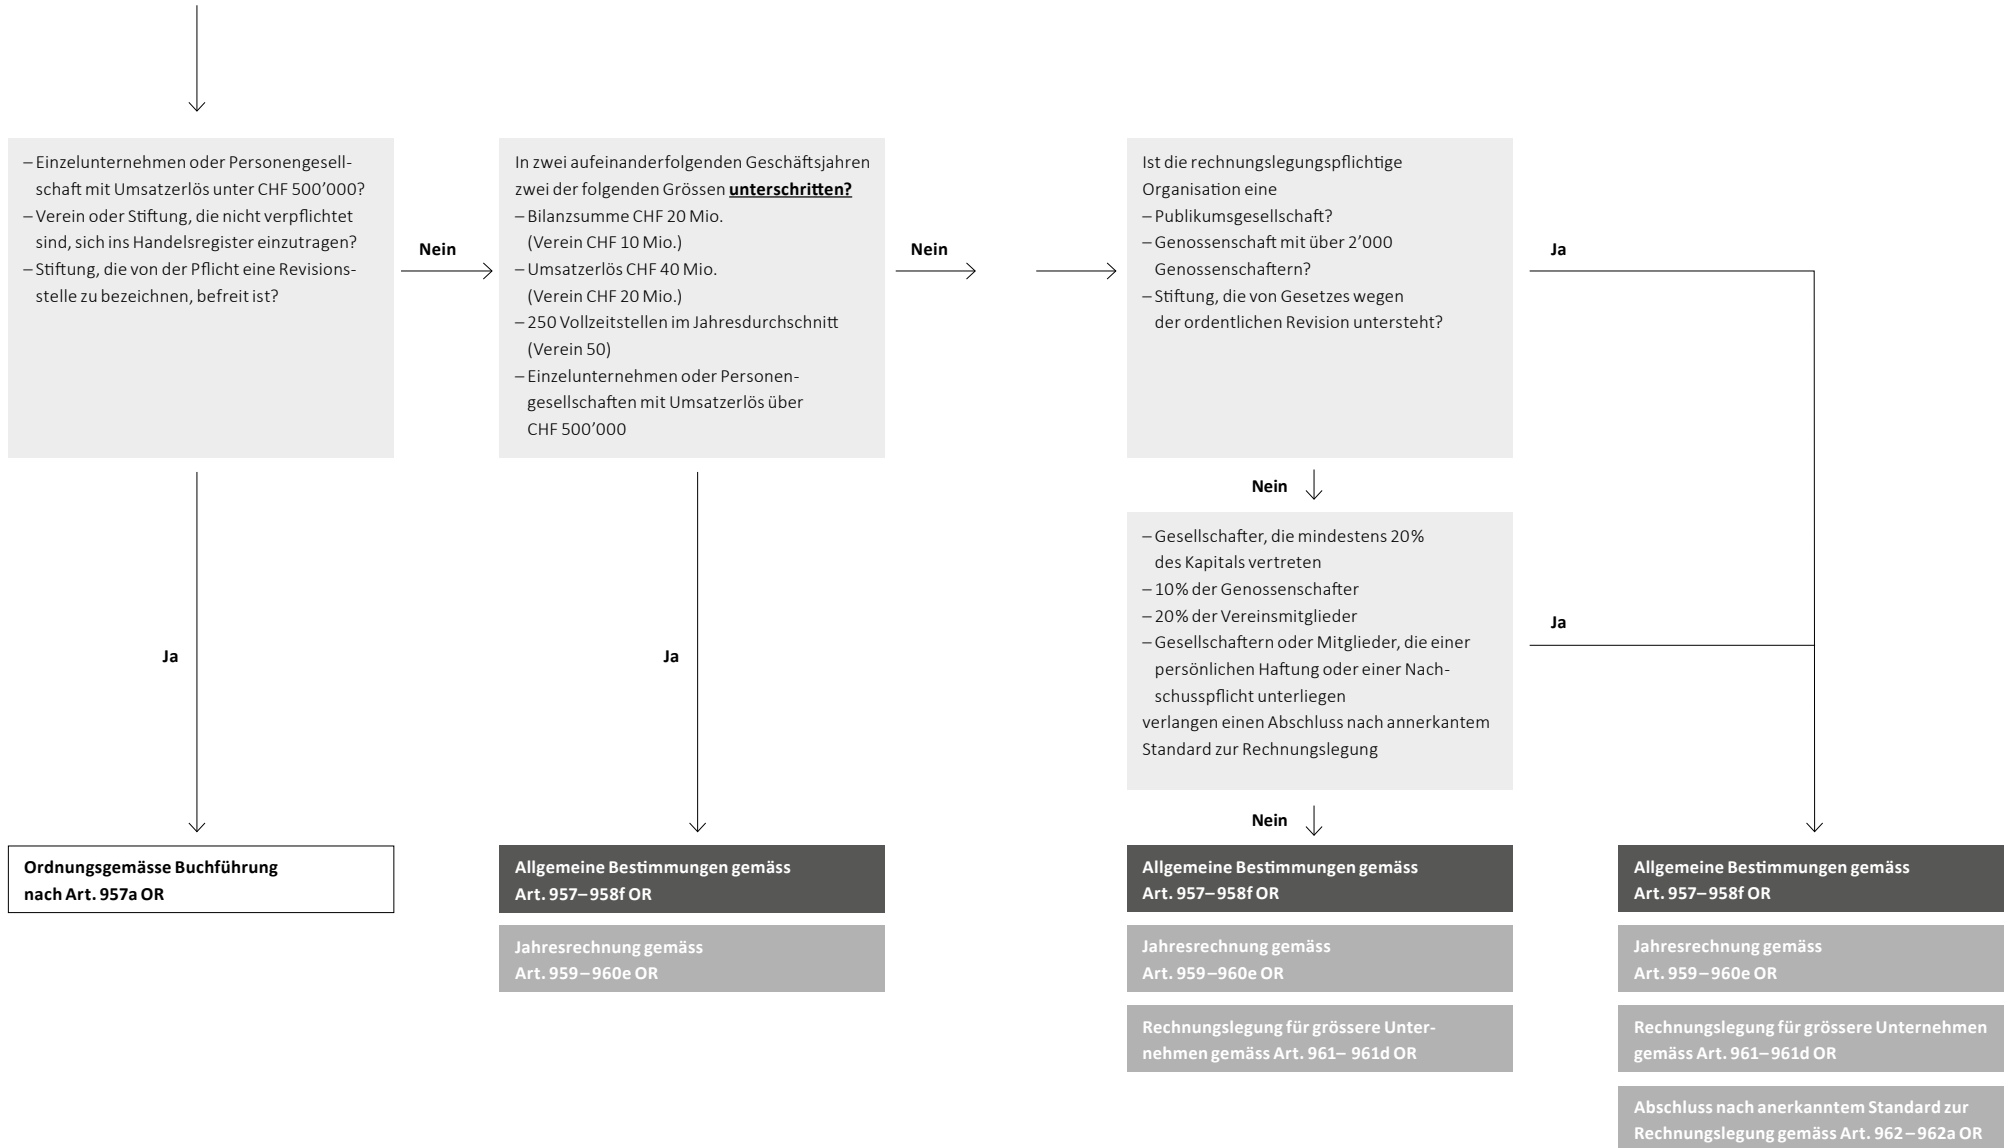 – Einzelunternehmen oder Personengesell-
schaft mit Umsatzerlös unter CHF 500’000?
– Verein oder Stiftung, die nicht verpflichtet
sind, sich ins Handelsregister einzutragen?
– Stiftung, die von der Pflicht eine Revisions-
stelle zu bezeichnen, befreit ist?
Nein
In zwei aufeinanderfolgenden Geschäftsjahren
zwei der folgenden Grössen unterschritten?
– Bilanzsumme CHF 20 Mio.
(Verein CHF 10 Mio.)
– Umsatzerlös CHF 40 Mio.
(Verein CHF 20 Mio.)
– 250 Vollzeitstellen im Jahresdurchschnitt
(Verein 50)
– Einzelunternehmen oder Personen-
gesellschaften mit Umsatzerlös über
CHF 500’000
Nein
Ist die rechnungslegungspflichtige
Organisation eine
– Publikumsgesellschaft?
– Genossenschaft mit über 2’000
Genossenschaftern?
– Stiftung, die von Gesetzes wegen
der ordentlichen Revision untersteht?
Ja
Nein
– Gesellschafter, die mindestens 20%
des Kapitals vertreten
– 10% der Genossenschafter
– 20% der Vereinsmitglieder
– Gesellschaftern oder Mitglieder, die einer
persönlichen Haftung oder einer Nach-
schusspflicht unterliegen
verlangen einen Abschluss nach annerkantem
Standard zur Rechnungslegung
Ja
Ja
Ja
Nein
Ordnungsgemässe Buchführung
nach Art. 957a OR
Allgemeine Bestimmungen gemäss
Art. 957–958f OR
Jahresrechnung gemäss
Art. 959–960e OR
Allgemeine Bestimmungen gemäss
Art. 957–958f OR
Jahresrechnung gemäss
Art. 959–960e OR
Rechnungslegung für grössere Unter-
nehmen gemäss Art. 961– 961d OR
Allgemeine Bestimmungen gemäss
Art. 957–958f OR
Jahresrechnung gemäss
Art. 959–960e OR
Rechnungslegung für grössere Unternehmen
gemäss Art. 961–961d OR
Abschluss nach anerkanntem Standard zur
Rechnungslegung gemäss Art. 962–962a OR